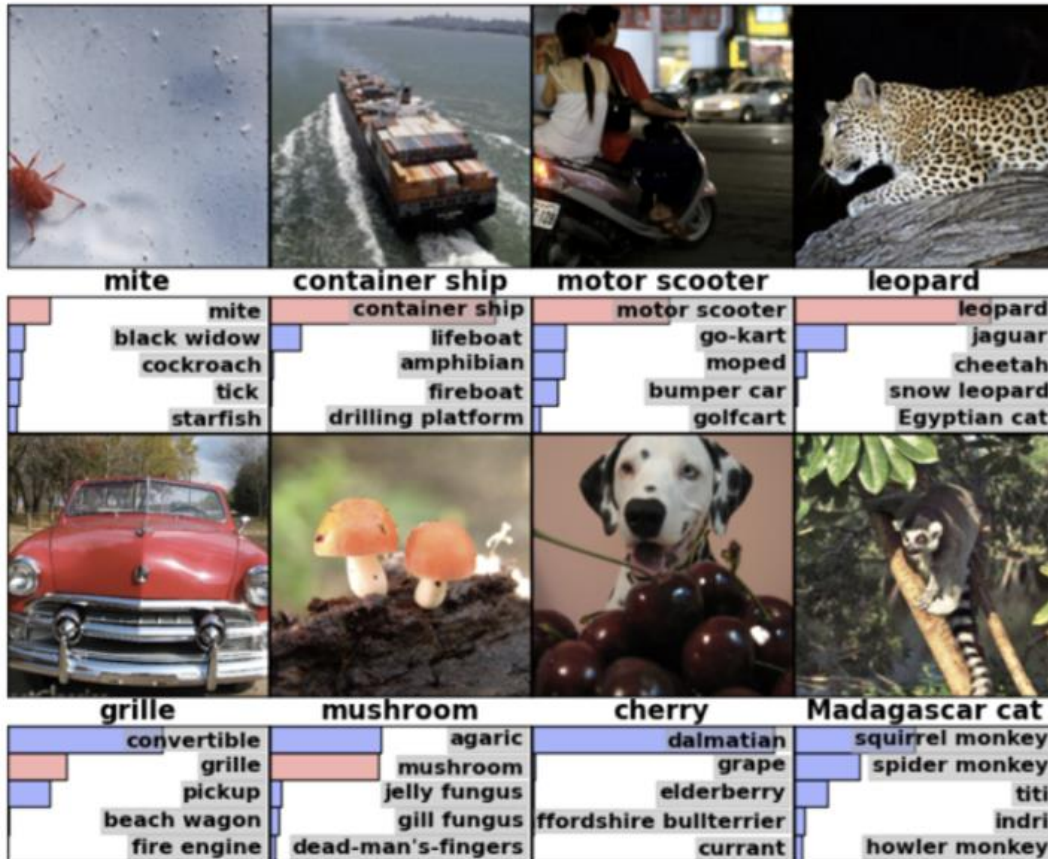 mite
container ship
motor scooter
leopard
mite
black widow
cockroach
tick
starfish
container ship
lifeboat
amphibian
fireboat
drilling platform
motor scooter
go-kart
moped
bumper car
golfcart
leopard
jaguar
cheetah
snow leopard
Egyptian cat
grille
mushroom
cherry
Madagascar cat
convertible
grille
pickup
beach wagon
fire engine
agaric
mushroom
jelly fungus
gill fungus
dead-man's-fingers
dalmatian
grape
elderberry
ffordshire bullterrier
currant
squirrel monkey
spider monkey
titi
indri
howler monkey